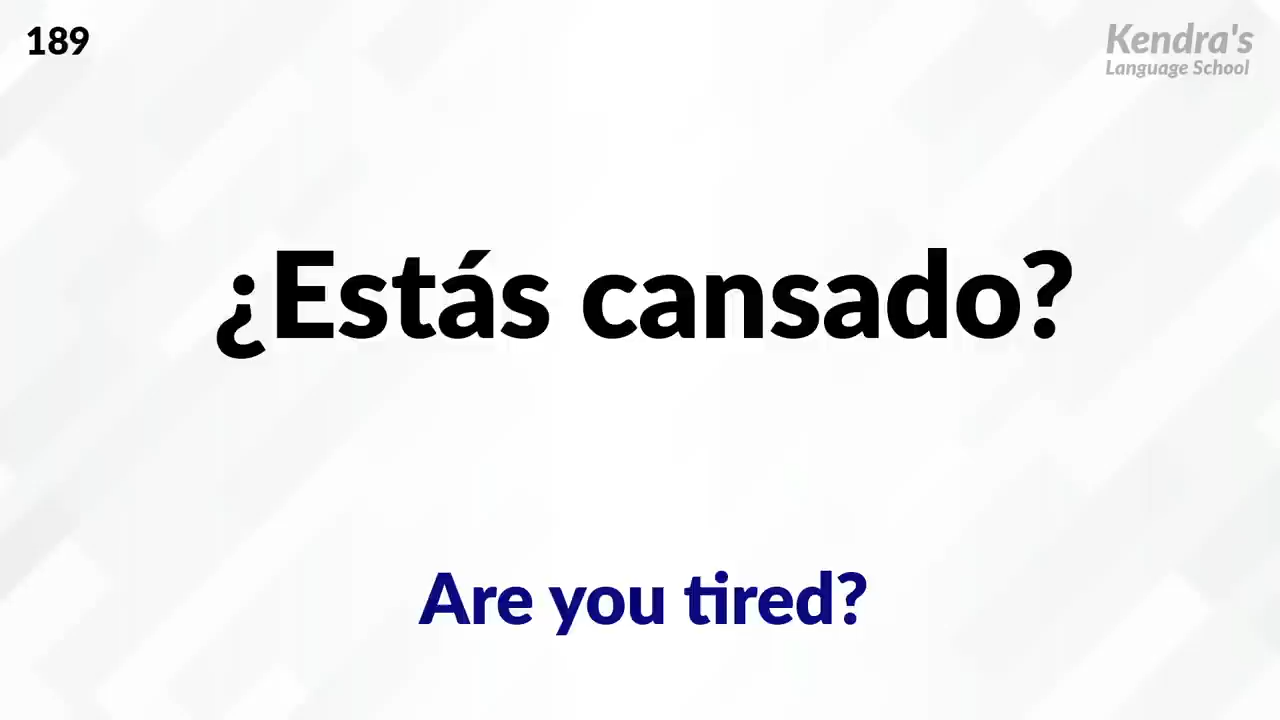 189
Kendra's
Language School
¿Estás cansado?
Are you tired?